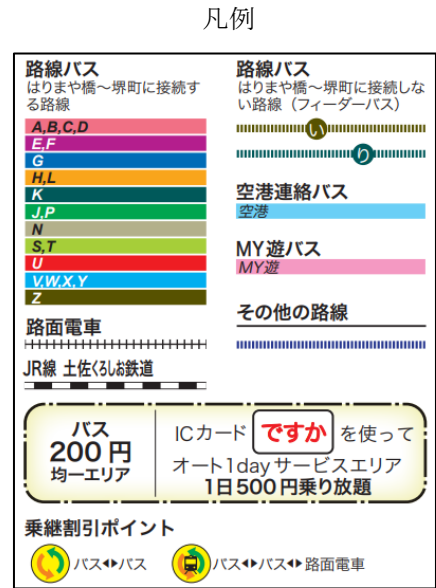 凡例
路線バス
はりまや橋～堺町に接続す
る路線
A,B,C,D
E,F
G
H,L
K
J,P
N
S,T
U
V,W,X,Y
Z
路面電車
JR線 土佐くろしお鉄道
路線バス
はりまや橋～堺町に接続しな
い路線（フィーダーバス）
い
り
空港連絡バス
空港
MY遊バス
MY遊
その他の路線
バス
200円
均一エリア
ICカード ですか を使って
オート1dayサービスエリア
1日500円乗り放題
乗継割引ポイント
バス◆▶バス
バス◆▶バス◆▶路面電車